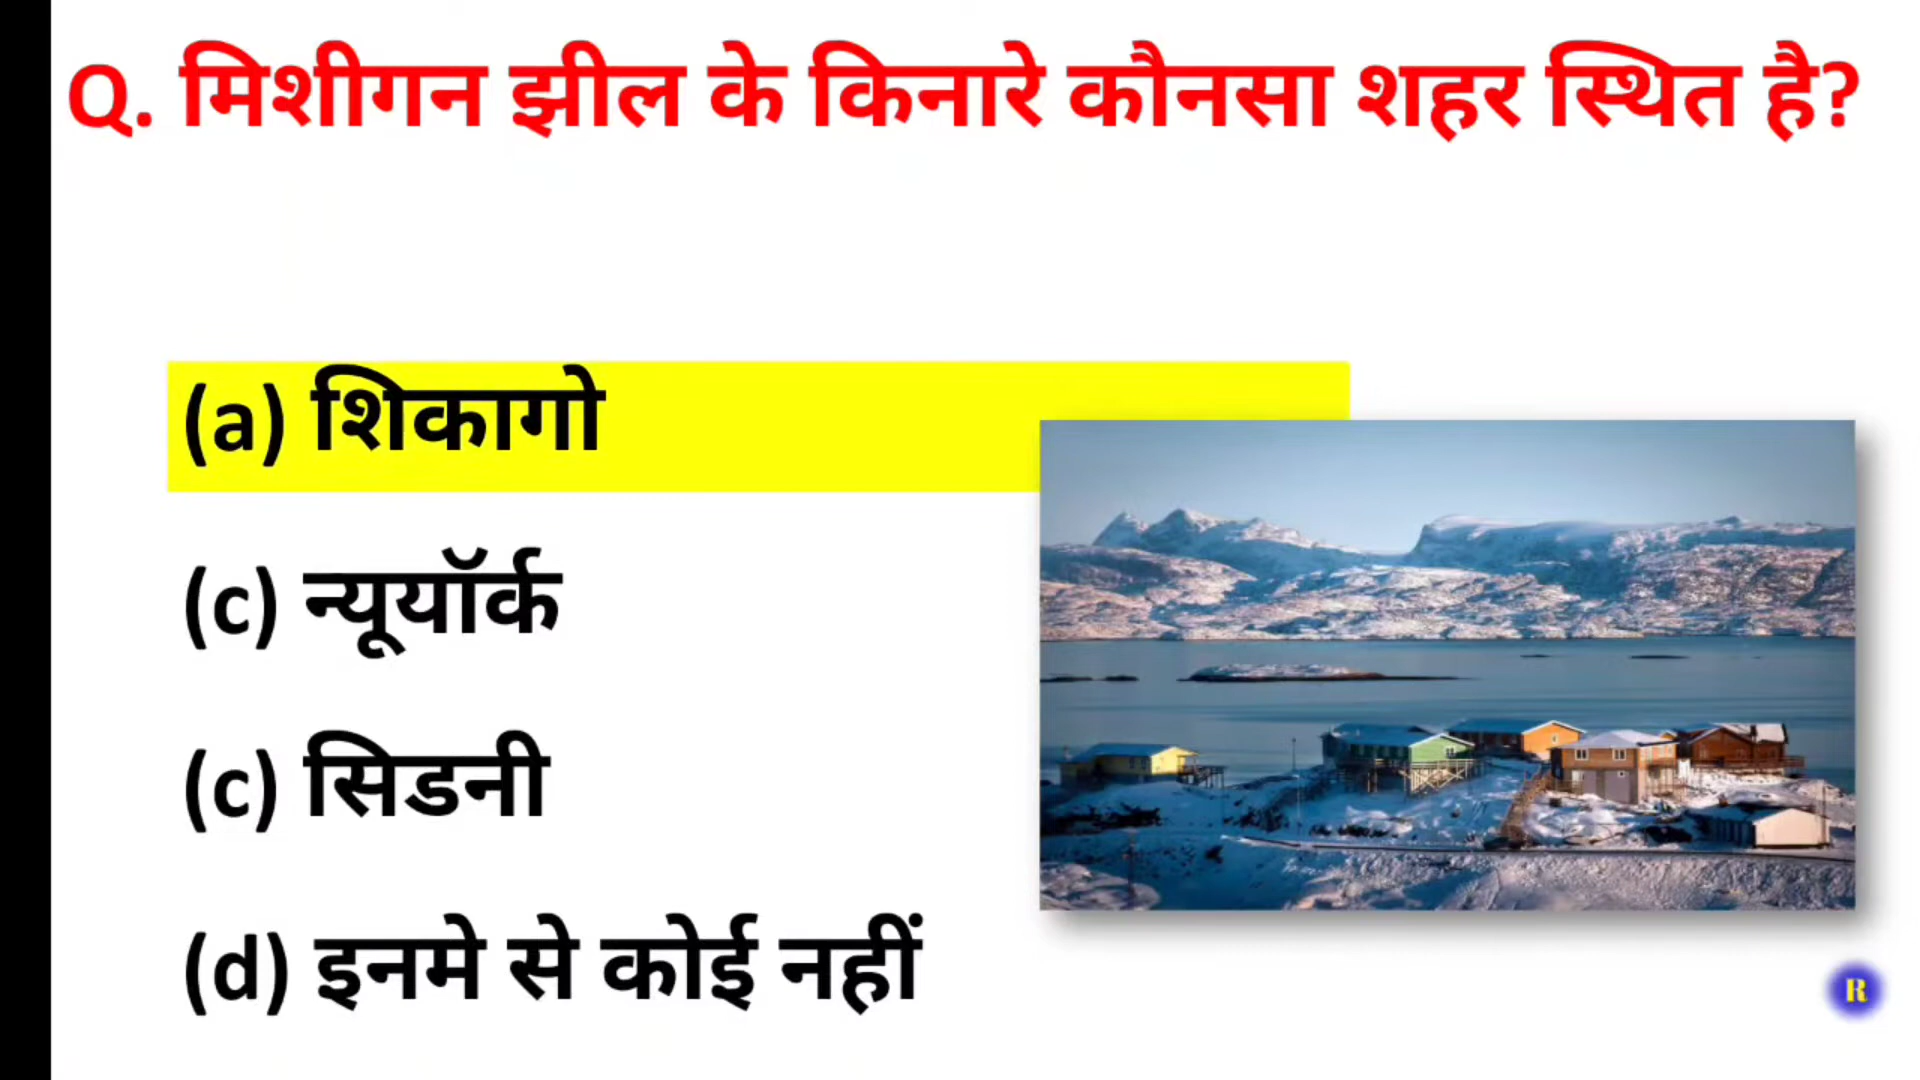 Q. मिशीगन झील के किनारे कौनसा शहर स्थित है?
(a) शिकागो
(c) न्यूयॉर्क
(c) सिडनी
(d) इनमे से कोई नहीं
R